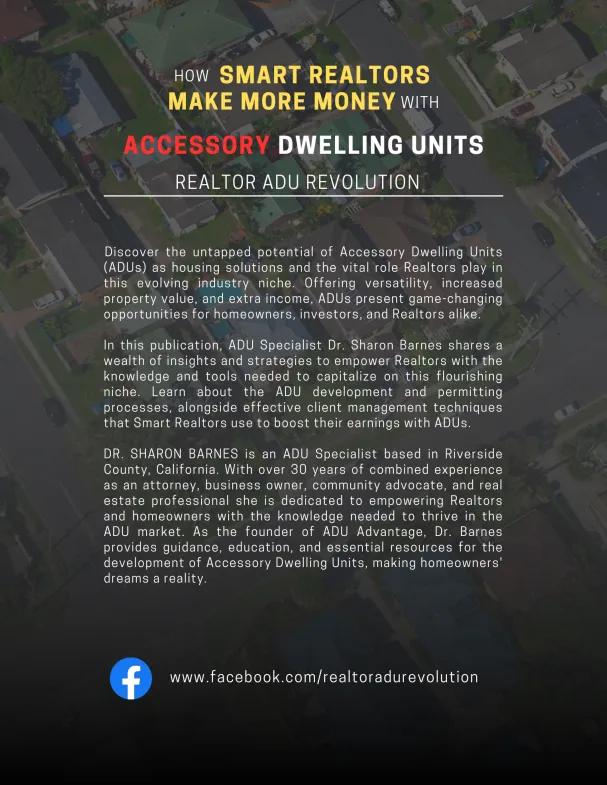 HOW SMART REALTORS
MAKE MORE MONEY WITH
ACCESSORY DWELLING UNITS
REALTOR ADU REVOLUTION
Discover the untapped potential of Accessory Dwelling Units
(ADUs) as housing solutions and the vital role Realtors play in
this evolving industry niche. Offering versatility, increased
property value, and extra income, ADUs present game-changing
opportunities for homeowners, investors, and Realtors alike.
In this publication, ADU Specialist Dr. Sharon Barnes shares a
wealth of insights and strategies to empower Realtors with the
knowledge and tools needed to capitalize on this flourishing
niche. Learn about the ADU development and permitting
processes, alongside effective client management techniques
that Smart Realtors use to boost their earnings with ADUs.
DR. SHARON BARNES is an ADU Specialist based in Riverside
County, California. With over 30 years of combined experience
as an attorney, business owner, community advocate, and real
estate professional she is dedicated to empowering Realtors
and homeowners with the knowledge needed to thrive in the
ADU market. As the founder of ADU Advantage, Dr. Barnes
provides guidance, education, and essential resources for the
development of Accessory Dwelling Units, making homeowners'
dreams a reality.
www.facebook.com/realtoradurevolution